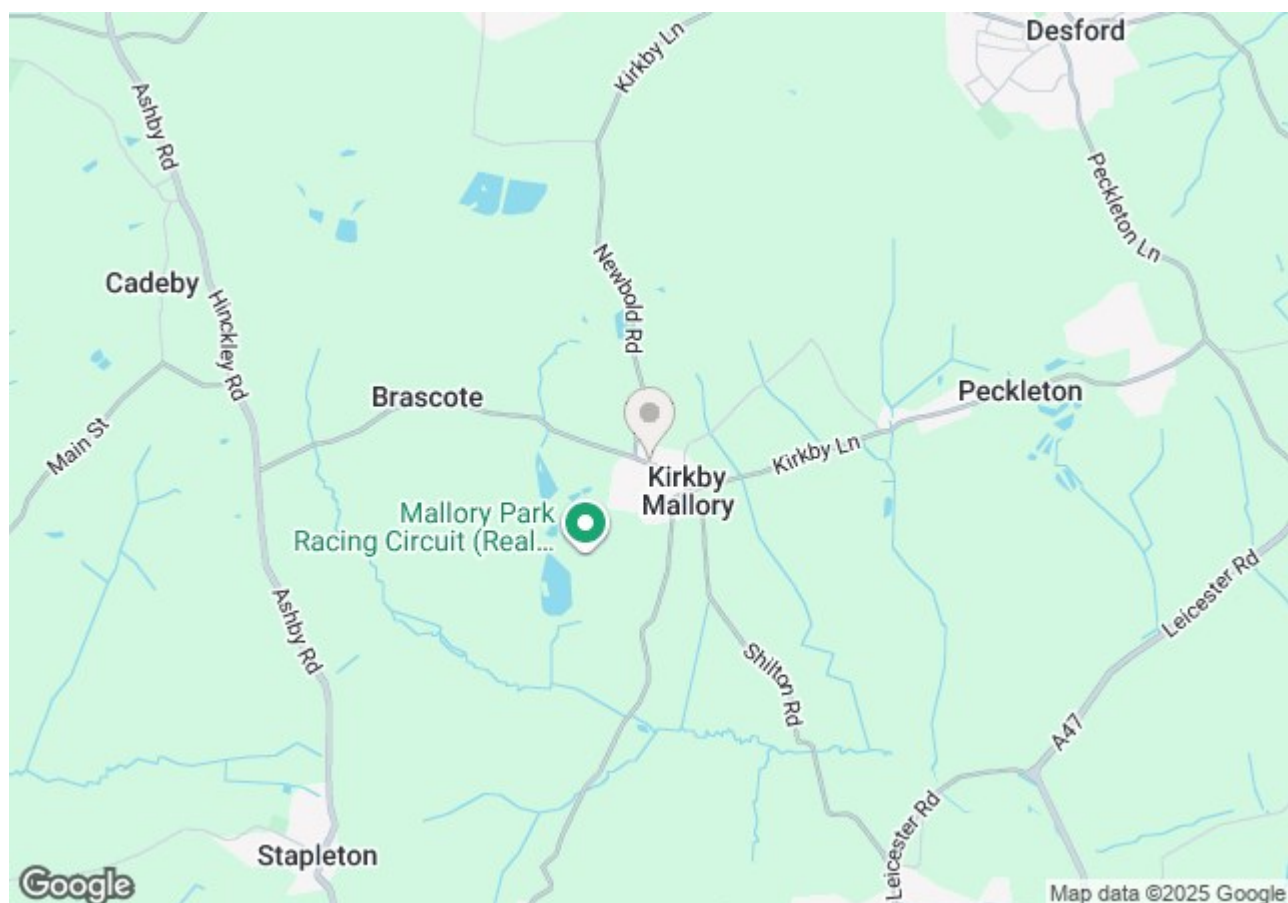 Desford
Kirkby Ln
Ashby Rd
Peckleton Ln
Cadeby
Newbold Rd
Hinckley Rd
Brascote
Peckleton
Main St
Kirkby Ln
Kirkby
Mallory
Mallory Park
Racing Circuit (Real...
Leicester Rd
Ashby Rd
Shilton Rd
A47
Leicester Rd
Stapleton
Google
Map data ©2025 Google